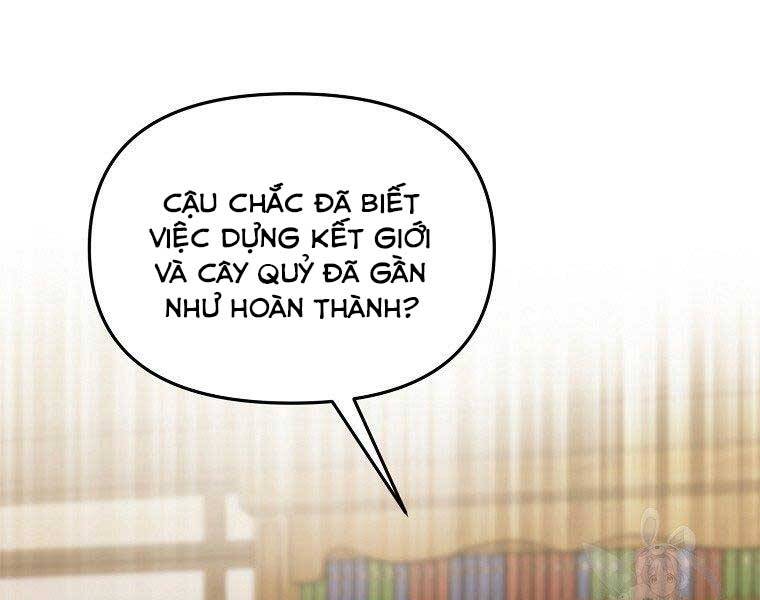 CẬU CHẮC ĐÃ BIẾT
VIỆC DỰNG KẾT GIỚI
VÀ CÂY QUỶ ĐÃ GẦN
NHƯ HOÀN THÀNH?